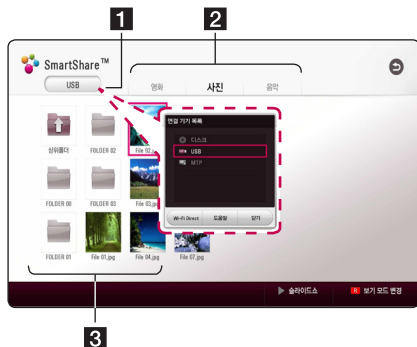 1
2
SmartShare™
USB
영화
사진
음악
상위폴더
FOLDER 02
File 02.jpg
연결 기기 목록
디스크
USB
MTP
Wi-Fi Direct
도움말
닫기
FOLDER 00
FOLDER 03
File 03.jpg
FOLDER 01
File 01.jpg
File 04.jpg
File 07.jpg
▶ 슬라이드쇼
R 보기 모드 변경
3